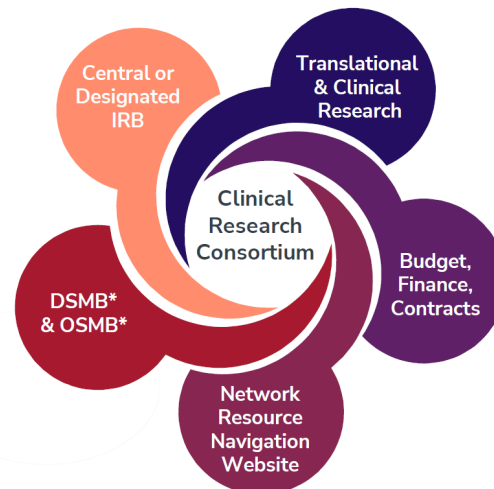 Central or
Designated
IRB
Translational
& Clinical
Research
Clinical
Research
Consortium
Budget,
Finance,
Contracts
DSMB*
& OSMB*
Network
Resource
Navigation
Website